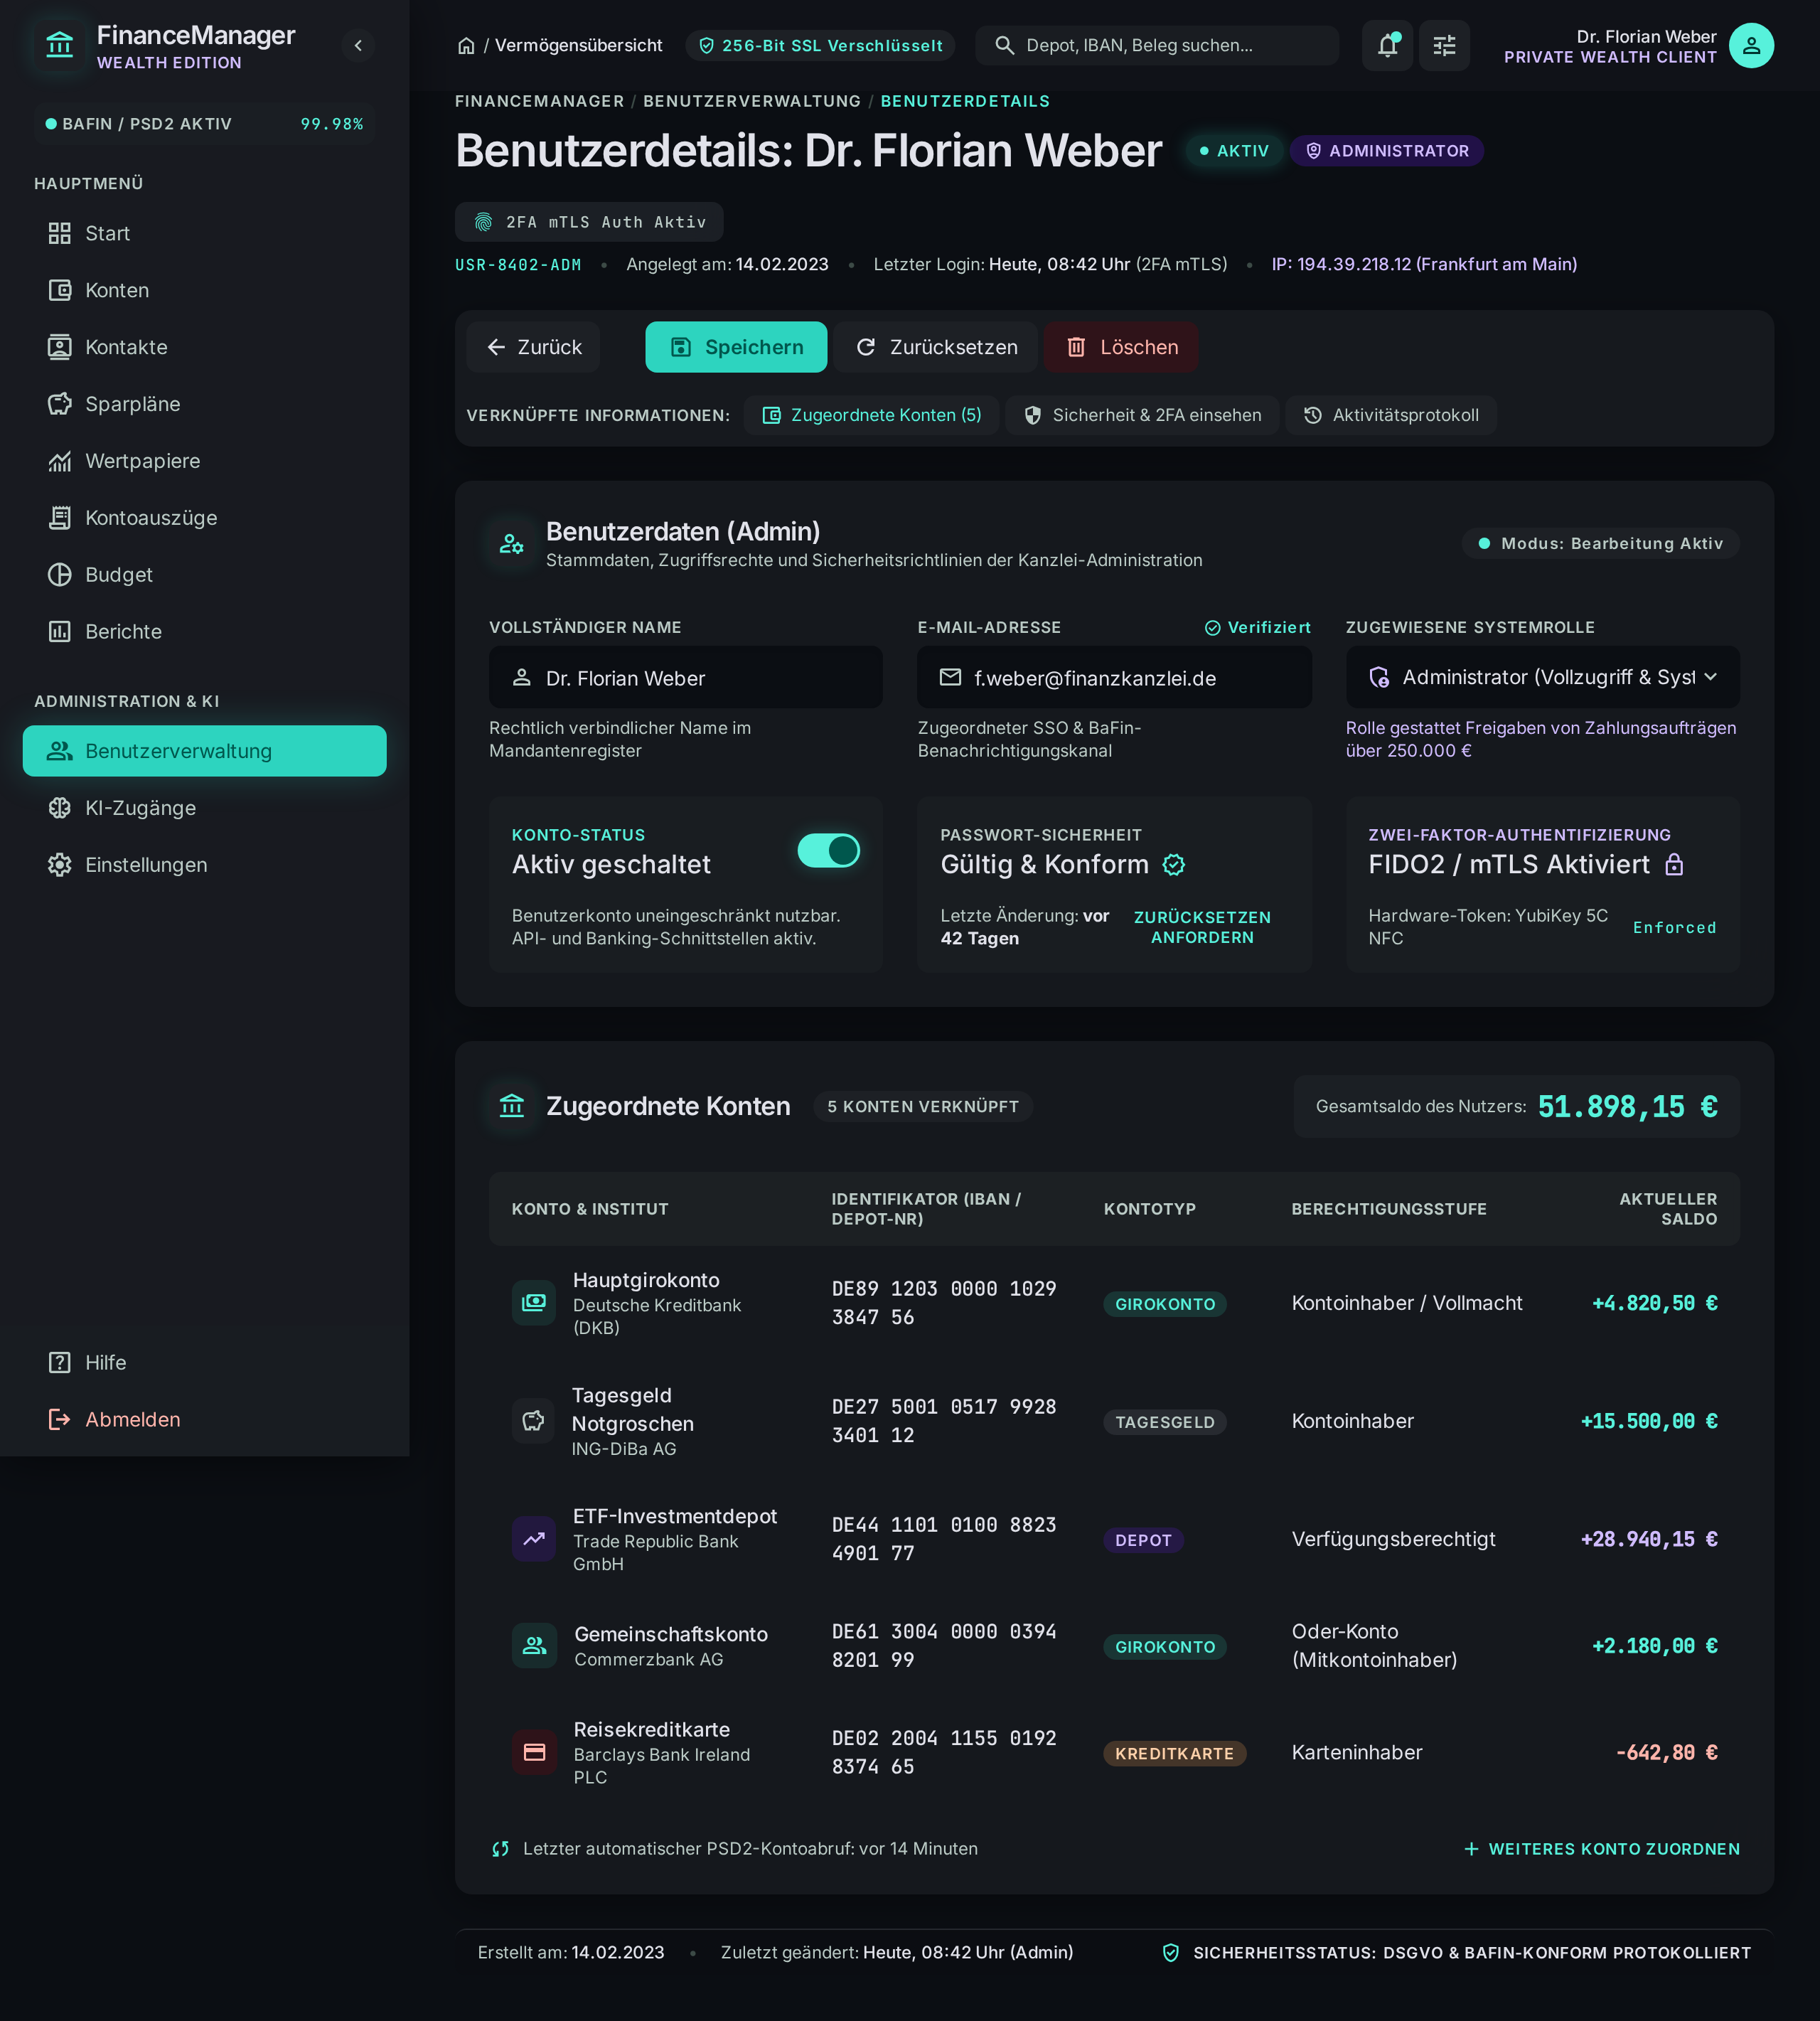 FinanceManager
WEALTH EDITION
BAFIN / PSD2 AKTIV 99.98%
HAUPTMENÜ
Start
Konten
Kontakte
Sparpläne
Wertpapiere
Kontoauszüge
Budget
Berichte
ADMINISTRATION & KI
Benutzerverwaltung
KI-Zugänge
Einstellungen
Hilfe
Abmelden
/ Vermögensübersicht
256-Bit SSL Verschlüsselt
Depot, IBAN, Beleg suchen...
Dr. Florian Weber
PRIVATE WEALTH CLIENT
FINANCEMANAGER / BENUTZERVERWALTUNG / BENUTZERDETAILS
Benutzerdetails: Dr. Florian Weber
AKTIV
ADMINISTRATOR
2FA mTLS Auth Aktiv
USR-8402-ADM • Angelegt am: 14.02.2023 • Letzter Login: Heute, 08:42 Uhr (2FA mTLS) • IP: 194.39.218.12 (Frankfurt am Main)
Zurück
Speichern
Zurücksetzen
Löschen
VERKNÜPFTE INFORMATIONEN:
Zugeordnete Konten (5)
Sicherheit & 2FA einsehen
Aktivitätsprotokoll
Benutzerdaten (Admin)
Stammdaten, Zugriffsrechte und Sicherheitsrichtlinien der Kanzlei-Administration
Modus: Bearbeitung Aktiv
VOLLSTÄNDIGER NAME
Dr. Florian Weber
Rechtlich verbindlicher Name im
Mandantenregister
E-MAIL-ADRESSE
Verifiziert
f.weber@finanzkanzlei.de
Zugeordneter SSO & BaFin-
Benachrichtigungskanal
ZUGEWIESENE SYSTEMROLLE
Administrator (Vollzugriff & Syst
Rolle gestattet Freigaben von Zahlungsaufträgen
über 250.000 €
KONTO-STATUS
Aktiv geschaltet
Benutzerkonto uneingeschränkt nutzbar.
API- und Banking-Schnittstellen aktiv.
PASSWORT-SICHERHEIT
Gültig & Konform
Letzte Änderung: vor
42 Tagen
ZURÜCKSETZEN
ANFORDERN
ZWEI-FAKTOR-AUTHENTIFIZIERUNG
FIDO2 / mTLS Aktiviert
Hardware-Token: YubiKey 5C
NFC
Enforced
Zugeordnete Konten
5 KONTEN VERKNÜPFT
Gesamtsaldo des Nutzers: 51.898,15 €
KONTO & INSTITUT
IDENTIFIKATOR (IBAN /
DEPOT-NR)
KONTOTYP
BERECHTIGUNGSSTUFE
AKTUELLER
SALDO
Hauptgirokonto
Deutsche Kreditbank
(DKB)
DE89 1203 0000 1029
3847 56
GIROKONTO
Kontoinhaber / Vollmacht
+4.820,50 €
Tagesgeld
Notgroschen
ING-DiBa AG
DE27 5001 0517 9928
3401 12
TAGESGELD
Kontoinhaber
+15.500,00 €
ETF-Investmentdepot
Trade Republic Bank
GmbH
DE44 1101 0100 8823
4901 77
DEPOT
Verfügungsberechtigt
+28.940,15 €
Gemeinschaftskonto
Commerzbank AG
DE61 3004 0000 0394
8201 99
GIROKONTO
Oder-Konto
(Mitkontoinhaber)
+2.180,00 €
Reisekreditkarte
Barclays Bank Ireland
PLC
DE02 2004 1155 0192
8374 65
KREDITKARTE
Karteninhaber
-642,80 €
Letzter automatischer PSD2-Kontoabruf: vor 14 Minuten
WEITERES KONTO ZUORDNEN
Erstellt am: 14.02.2023 • Zuletzt geändert: Heute, 08:42 Uhr (Admin)
SICHERHEITSSTATUS: DSGVO & BAFIN-KONFORM PROTOKOLLIERT